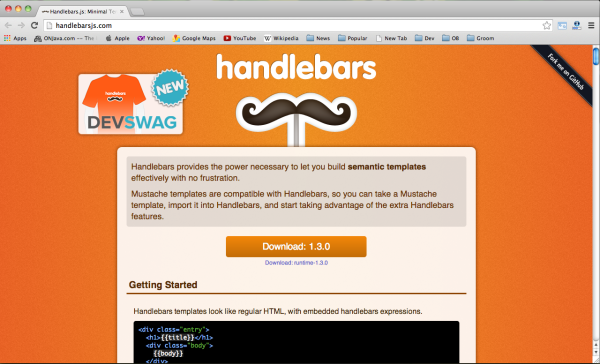 Handlebars.js: Minimal Te
handlebarsjs.com
Apps
Ohjava.com -- The
Apple
Yahoo!
Google Maps
YouTube
Wikipedia
News
Popular
New Tab
Dev
OB
Groom
handlebars
Fork me on GitHub
handlebars
NEW
DEVSWAG
Handlebars provides the power necessary to let you build semantic templates
effectively with no frustration.
Mustache templates are compatible with Handlebars, so you can take a Mustache
template, import it into Handlebars, and start taking advantage of the extra Handlebars
features.
Download: 1.3.0
Download: runtime-1.3.0
Getting Started
Handlebars templates look like regular HTML, with embedded handlebars expressions.
<div class="entry">
<h1>{{title}}</h1>
<div class="body">
{{body}}
</div>